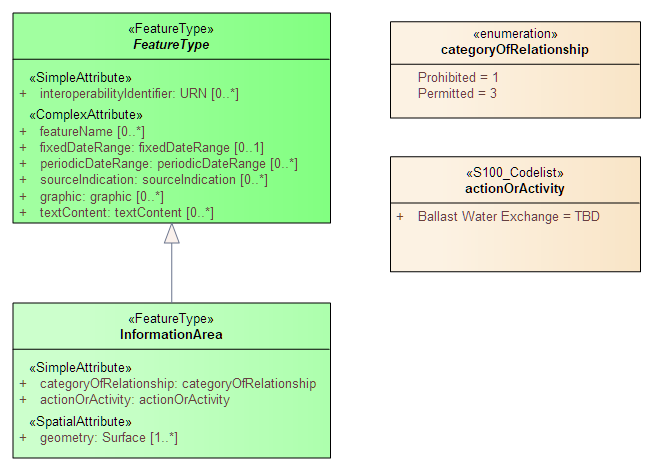 «FeatureType»
FeatureType
«SimpleAttribute»
+ interoperabilityIdentifier: URN [0..*]
«ComplexAttribute»
+ featureName [0..*]
+ fixedDateRange: fixedDateRange [0..1]
+ periodicDateRange: periodicDateRange [0..*]
+ sourceIndication: sourceIndication [0..*]
+ graphic: graphic [0..*]
+ textContent: textContent [0..*]
«enumeration»
categoryOfRelationship
Prohibited = 1
Permitted = 3
«S100_Codelist»
actionOrActivity
+ Ballast Water Exchange = TBD
«FeatureType»
InformationArea
«SimpleAttribute»
+ categoryOfRelationship: categoryOfRelationship
+ actionOrActivity: actionOrActivity
«SpatialAttribute»
+ geometry: Surface [1..*]